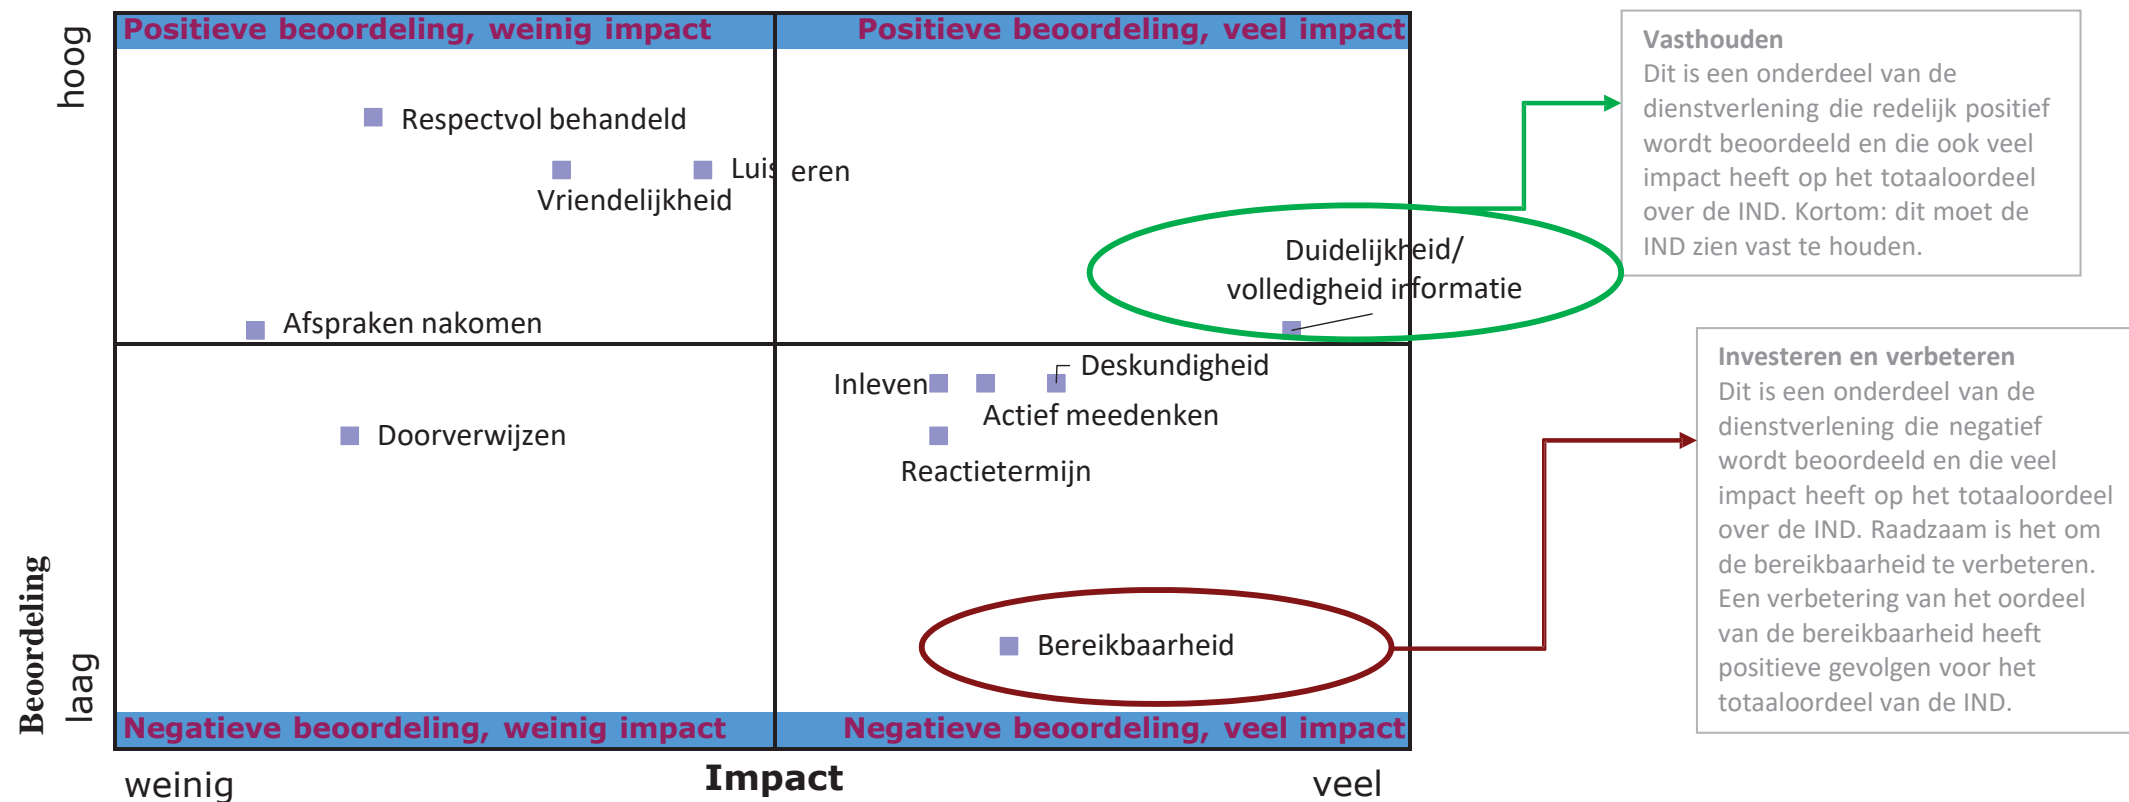 Positieve beoordeling, weinig impact
Positieve beoordeling, veel impact
hoog
Respectvol behandeld
Luis eren
Vriendelijkheid
Duidelijkheid/
volledigheid informatie
Afspraken nakomen
Deskundigheid
Inleven
Actief meedenken
Doorverwijzen
Reactietermijn
Bereikbaarheid
Beoordeling
laag
Negatieve beoordeling, weinig impact
Negatieve beoordeling, veel impact
weinig
Impact
veel
Vasthouden
Dit is een onderdeel van de
dienstverlening die redelijk positief
wordt beoordeeld en die ook veel
impact heeft op het totaaloordeel
over de IND. Kortom: dit moet de
IND zien vast te houden.
Investeren en verbeteren
Dit is een onderdeel van de
dienstverlening die negatief
wordt beoordeeld en die veel
impact heeft op het totaaloordeel
over de IND. Raadzaam is het om
de bereikbaarheid te verbeteren.
Een verbetering van het oordeel
van de bereikbaarheid heeft
positieve gevolgen voor het
totaaloordeel van de IND.